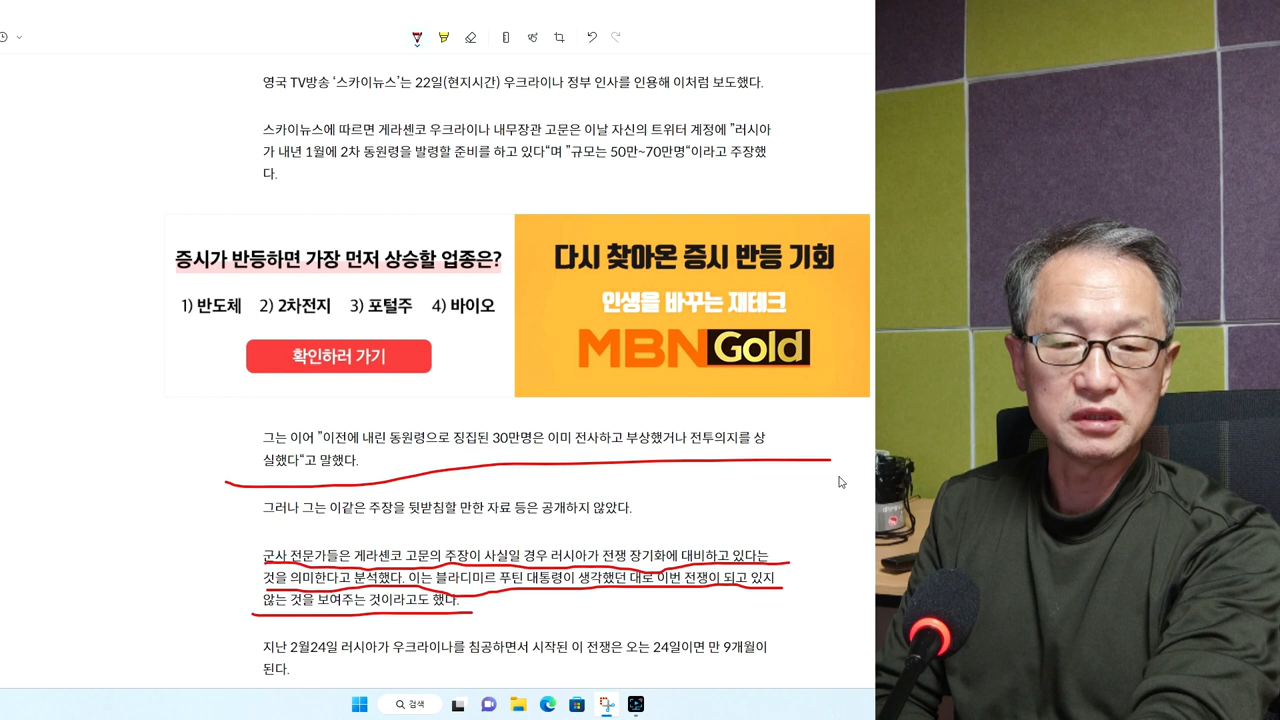 영국 TV방송 ‘스카이뉴스’는 22일(현지시간) 우크라이나 정부 인사를 인용해 이처럼 보도했다.
스카이뉴스에 따르면 게라셴코 우크라이나 내무장관 고문은 이날 자신의 트위터 계정에 ”러시아
가 내년 1월에 2차 동원령을 발령할 준비를 하고 있다“며 ”규모는 50만~70만명“이라고 주장했
다.
증시가 반등하면 가장 먼저 상승할 업종은?
1) 반도체 2) 2차전지 3) 포털주 4) 바이오
확인하러 가기
다시 찾아온 증시 반등 기회
인생을 바꾸는 재테크
MBN Gold
그는 이어 ”이전에 내린 동원령으로 징집된 30만명은 이미 전사하고 부상했거나 전투의지를 상
실했다“고 말했다.
그러나 그는 이같은 주장을 뒷받침할 만한 자료 등은 공개하지 않았다.
군사 전문가들은 게라셴코 고문의 주장이 사실일 경우 러시아가 전쟁 장기화에 대비하고 있다는
것을 의미한다고 분석했다. 이는 블라디미르 푸틴 대통령이 생각했던 대로 이번 전쟁이 되고 있지
않는 것을 보여주는 것이라고도 했다.
지난 2월24일 러시아가 우크라이나를 침공하면서 시작된 이 전쟁은 오는 24일이면 만 9개월이
된다.
검색